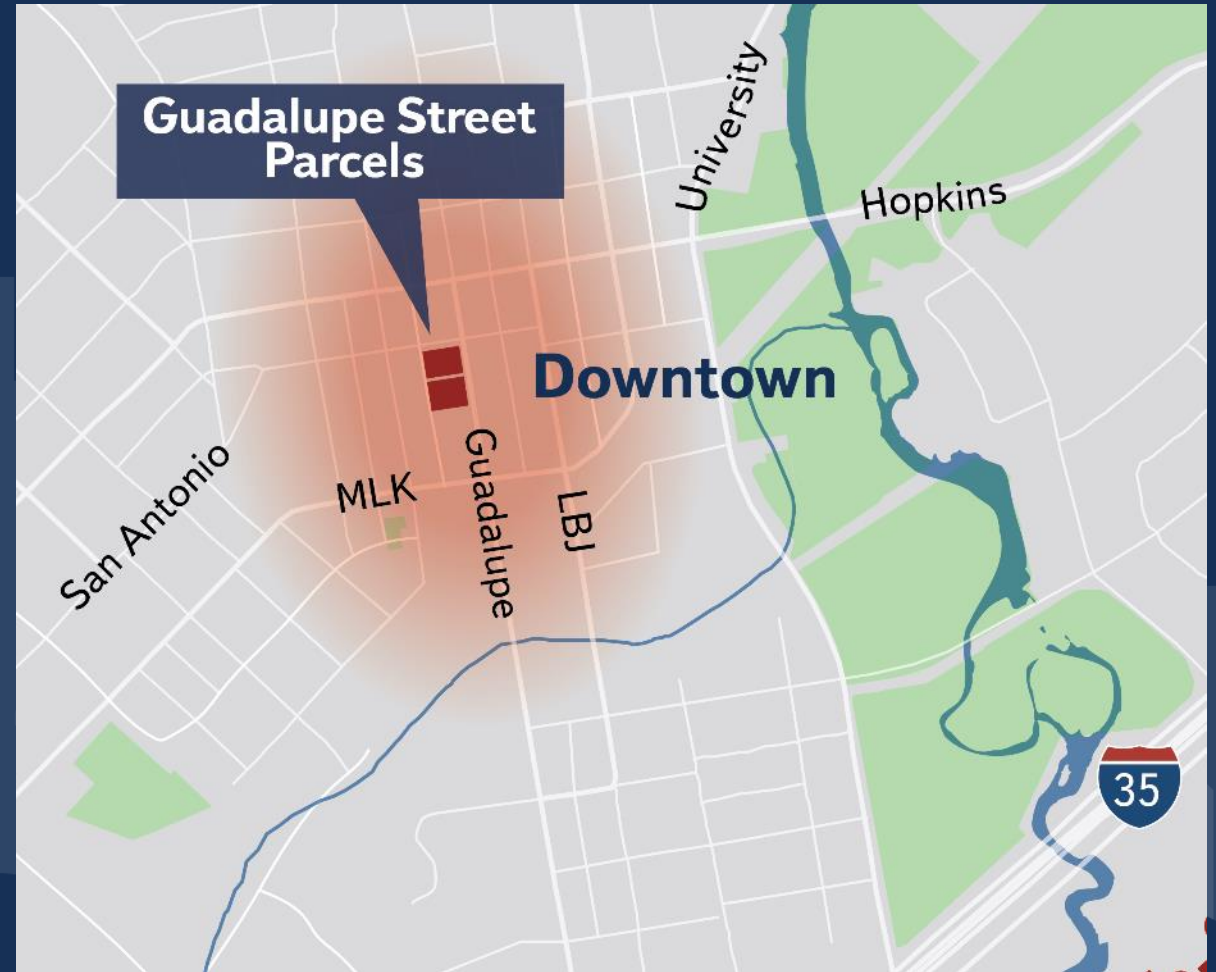 Guadalupe Street
Parcels
University
Hopkins
Downtown
San Antonio
MLK
Guadalupe
LBJ
35